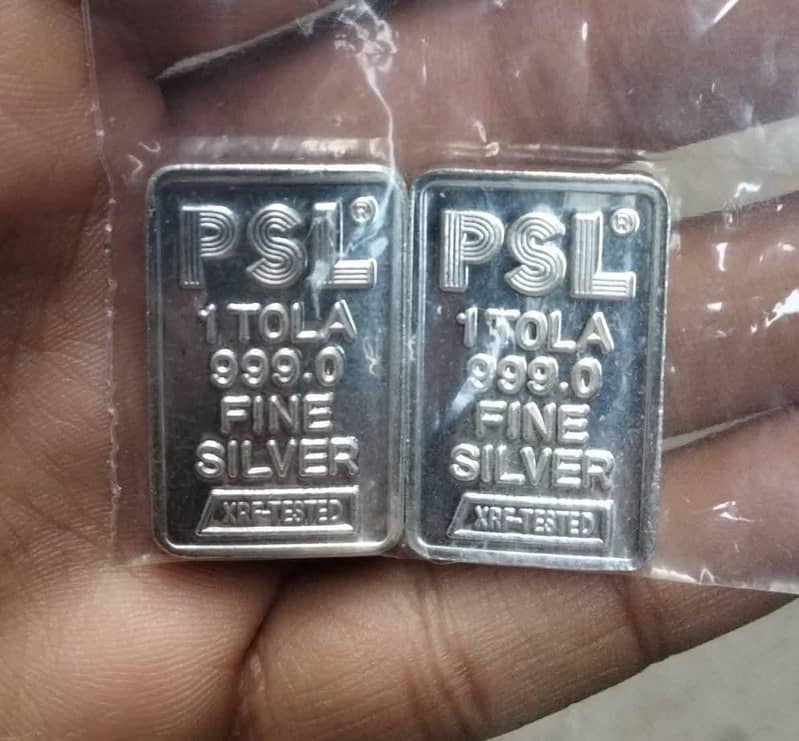 PSL®
1 TOLA
999.0
FINE
SILVER
XRF-TESTED
PSL®
1 TOLA
999.0
FINE
SILVER
XRF-TESTED